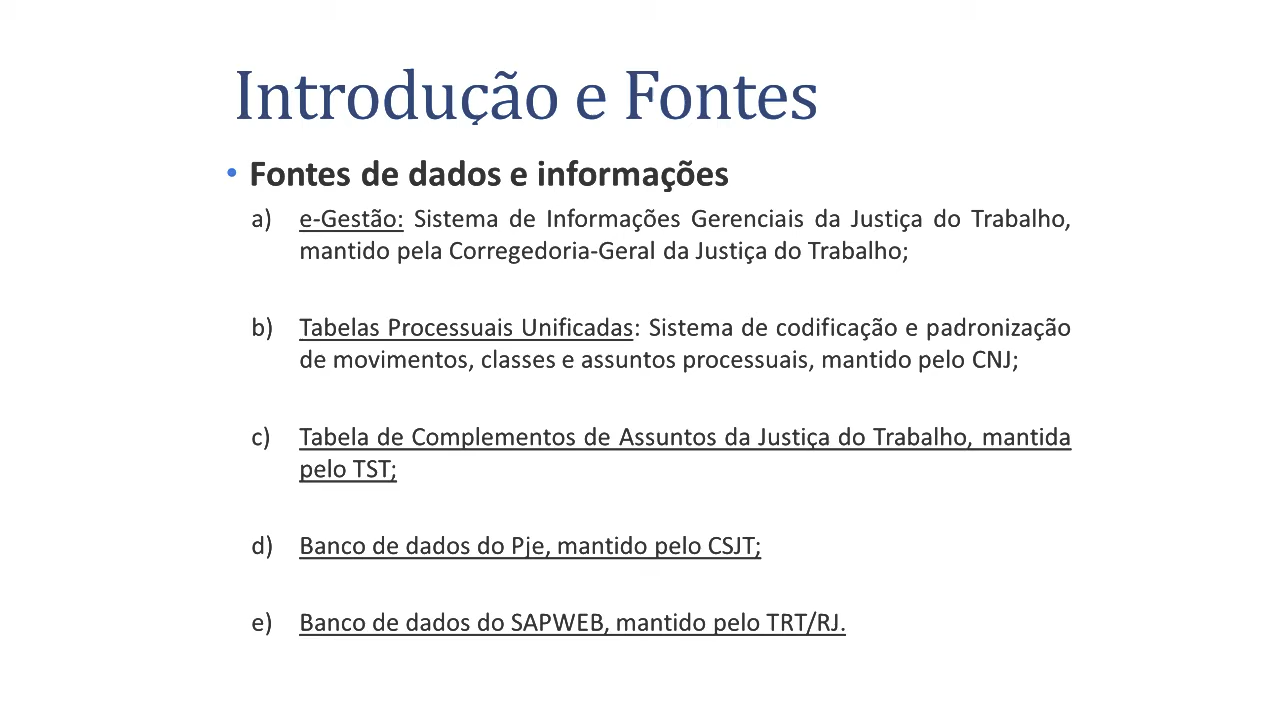 Introdução e Fontes
• Fontes de dados e informações
a) e-Gestão: Sistema de Informações Gerenciais da Justiça do Trabalho,
mantido pela Corregedoria-Geral da Justiça do Trabalho;
b) Tabelas Processuais Unificadas: Sistema de codificação e padronização
de movimentos, classes e assuntos processuais, mantido pelo CNJ;
c) Tabela de Complementos de Assuntos da Justiça do Trabalho, mantida
pelo TST;
d) Banco de dados do Pje, mantido pelo CSJT;
e) Banco de dados do SAPWEB, mantido pelo TRT/RJ.